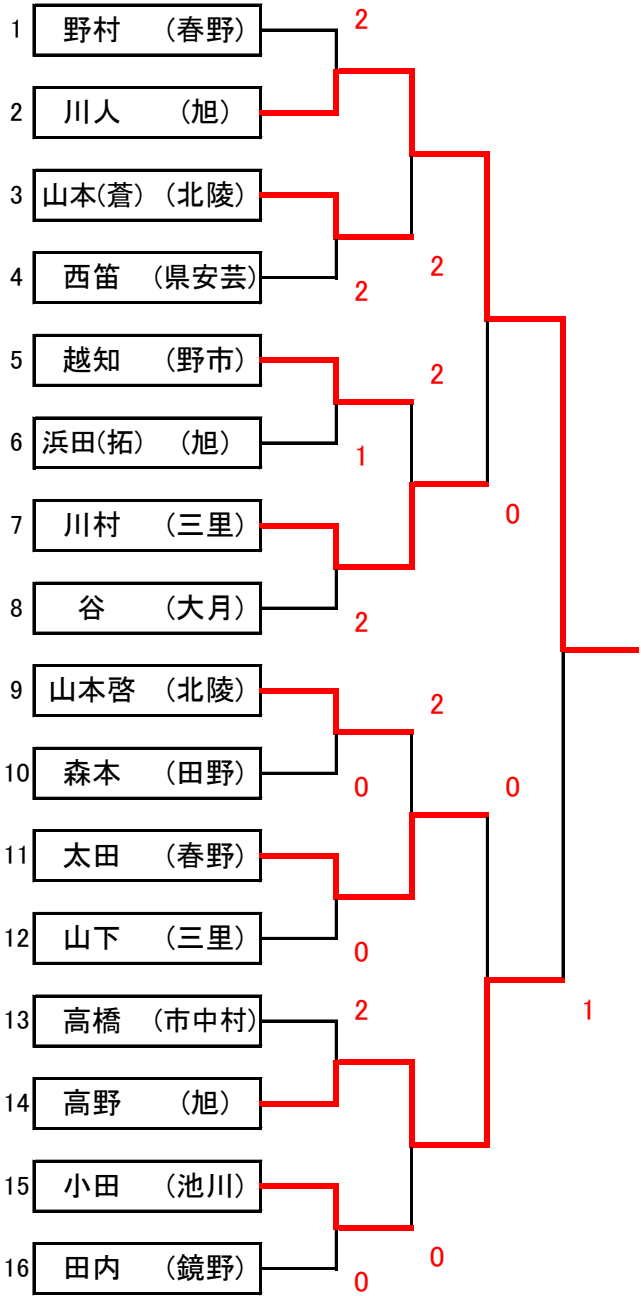 2
1 野村 (春野)
2 川人 (旭)
3 山本(蒼) (北陵)
2
4 西笛 (県安芸)
2
5 越知 (野市)
2
6 浜田(拓) (旭)
1
7 川村 (三里)
0
8 谷 (大月)
2
9 山本啓 (北陵)
2
10 森本 (田野)
0
0
11 太田 (春野)
12 山下 (三里)
0
13 高橋 (市中村)
2
1
14 高野 (旭)
15 小田 (池川)
0
16 田内 (鏡野)
0